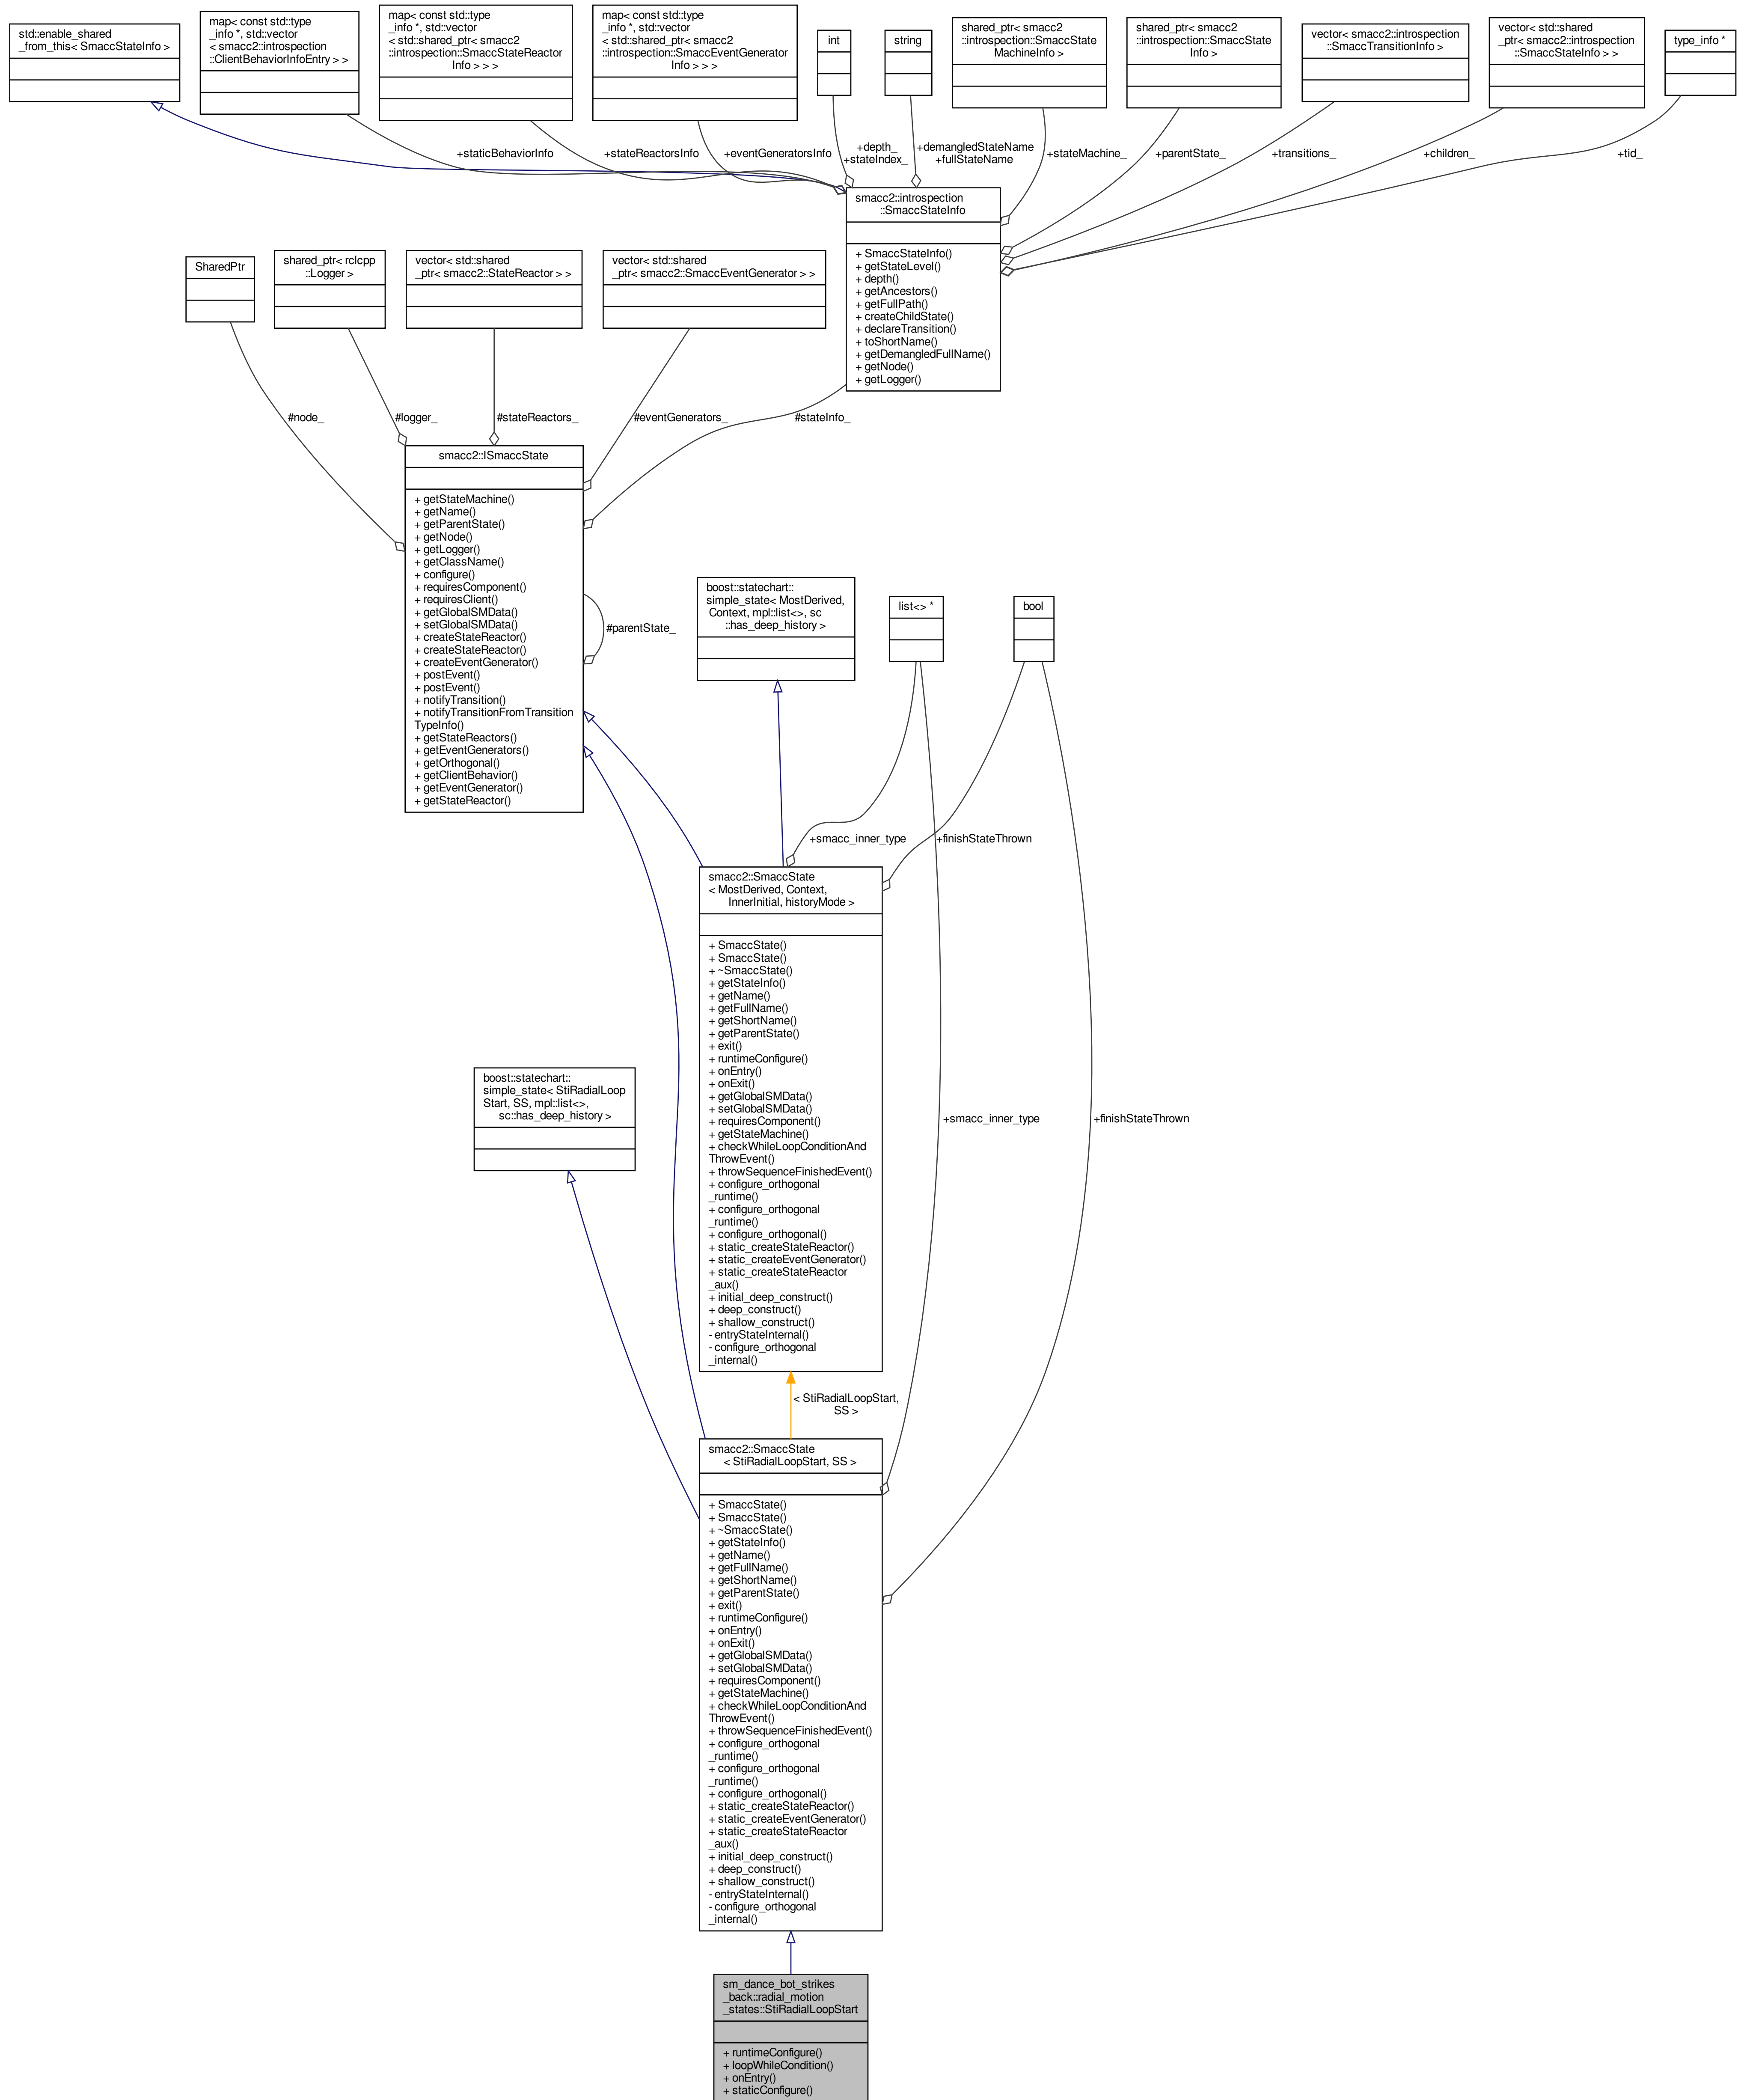 std::enable_shared
_from_this< SmaccStateInfo >
map< const std::type
_info *, std::vector
< smacc2::introspection
::ClientBehaviorInfoEntry > >
map< const std::type
_info *, std::vector
< std::shared_ptr< smacc2
::introspection::SmaccStateReactor
Info > > >
map< const std::type
_info *, std::vector
< std::shared_ptr< smacc2
::introspection::SmaccEventGenerator
Info > > >
int
string
shared_ptr< smacc2
::introspection::SmaccState
MachineInfo >
shared_ptr< smacc2
::introspection::SmaccState
Info >
vector< smacc2::introspection
::SmaccTransitionInfo >
vector< std::shared
_ptr< smacc2::introspection
::SmaccStateInfo > >
type_info *
+staticBehaviorInfo
+stateReactorsInfo
+eventGeneratorsInfo
+depth_
+stateIndex_
+demangledStateName
+fullStateName
+stateMachine_
+parentState_
+transitions_
+children_
+tid_
smacc2::introspection
::SmaccStateInfo
+ SmaccStateInfo()
+ getStateLevel()
+ depth()
+ getAncestors()
+ getFullPath()
+ createChildState()
+ declareTransition()
+ toShortName()
+ getDemangledFullName()
+ getNode()
+ getLogger()
SharedPtr
shared_ptr< rclcpp
::Logger >
vector< std::shared
_ptr< smacc2::StateReactor > >
vector< std::shared
_ptr< smacc2::SmaccEventGenerator > >
#node_
#logger_
#stateReactors_
#eventGenerators_
#stateInfo_
smacc2::ISmaccState
+ getStateMachine()
+ getName()
+ getParentState()
+ getNode()
+ getLogger()
+ getClassName()
+ configure()
+ requiresComponent()
+ requiresClient()
+ getGlobalSMData()
+ setGlobalSMData()
+ createStateReactor()
+ createStateReactor()
+ createEventGenerator()
+ postEvent()
+ postEvent()
+ notifyTransition()
+ notifyTransitionFromTransition
TypeInfo()
+ getStateReactors()
+ getEventGenerators()
+ getOrthogonal()
+ getClientBehavior()
+ getEventGenerator()
+ getStateReactor()
#parentState_
boost::statechart::
simple_state< MostDerived,
Context, mpl::list<>, sc
::has_deep_history >
list<> *
bool
+smacc_inner_type
+finishStateThrown
smacc2::SmaccState
< MostDerived, Context,
InnerInitial, historyMode >
+ SmaccState()
+ SmaccState()
+ ~SmaccState()
+ getStateInfo()
+ getName()
+ getFullName()
+ getShortName()
+ getParentState()
+ exit()
+ runtimeConfigure()
+ onEntry()
+ onExit()
+ getGlobalSMData()
+ setGlobalSMData()
+ requiresComponent()
+ getStateMachine()
+ checkWhileLoopConditionAnd
ThrowEvent()
+ throwSequenceFinishedEvent()
+ configure_orthogonal
_runtime()
+ configure_orthogonal
_runtime()
+ configure_orthogonal()
+ static_createStateReactor()
+ static_createEventGenerator()
+ static_createStateReactor
_aux()
+ initial_deep_construct()
+ deep_construct()
+ shallow_construct()
- entryStateInternal()
- configure_orthogonal
_internal()
boost::statechart::
simple_state< StiRadialLoop
Start, SS, mpl::list<>,
sc::has_deep_history >
+smacc_inner_type
+finishStateThrown
< StiRadialLoopStart,
SS >
smacc2::SmaccState
< StiRadialLoopStart, SS >
+ SmaccState()
+ SmaccState()
+ ~SmaccState()
+ getStateInfo()
+ getName()
+ getFullName()
+ getShortName()
+ getParentState()
+ exit()
+ runtimeConfigure()
+ onEntry()
+ onExit()
+ getGlobalSMData()
+ setGlobalSMData()
+ requiresComponent()
+ getStateMachine()
+ checkWhileLoopConditionAnd
ThrowEvent()
+ throwSequenceFinishedEvent()
+ configure_orthogonal
_runtime()
+ configure_orthogonal
_runtime()
+ configure_orthogonal()
+ static_createStateReactor()
+ static_createEventGenerator()
+ static_createStateReactor
_aux()
+ initial_deep_construct()
+ deep_construct()
+ shallow_construct()
- entryStateInternal()
- configure_orthogonal
_internal()
sm_dance_bot_strikes
_back::radial_motion
_states::StiRadialLoopStart
+ runtimeConfigure()
+ loopWhileCondition()
+ onEntry()
+ staticConfigure()